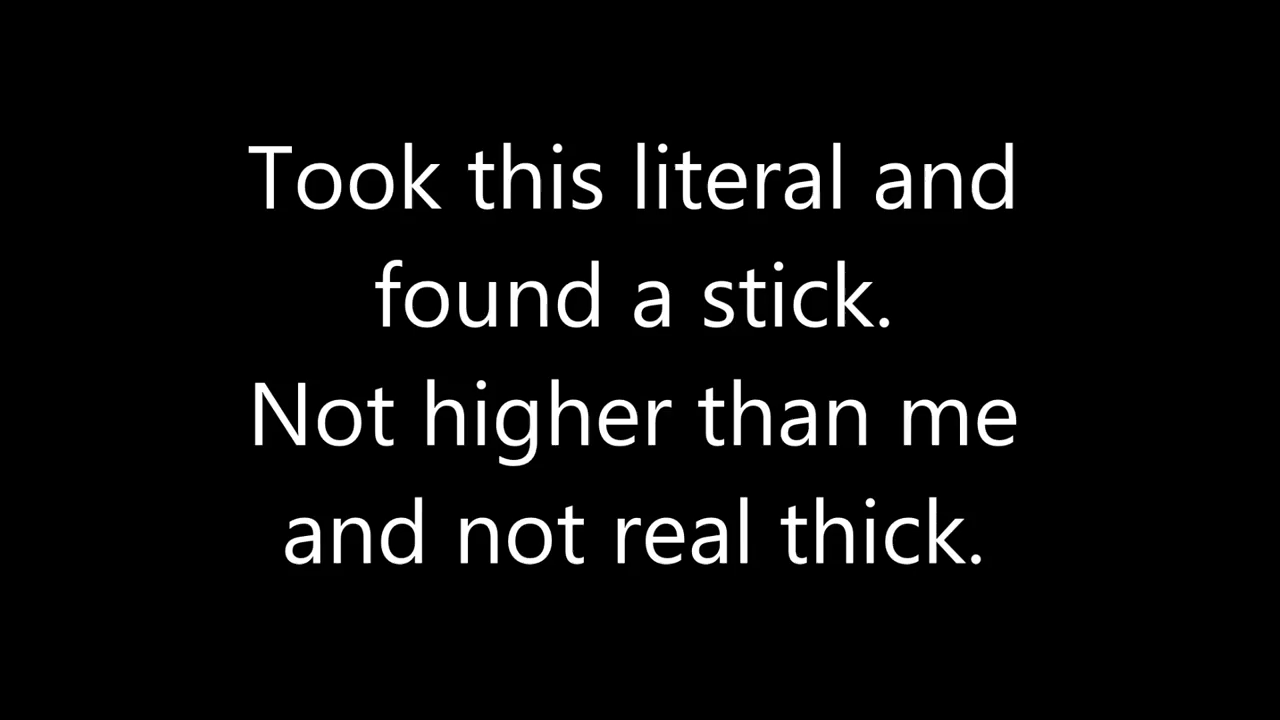 Took this literal and
found a stick.
Not higher than me
and not real thick.